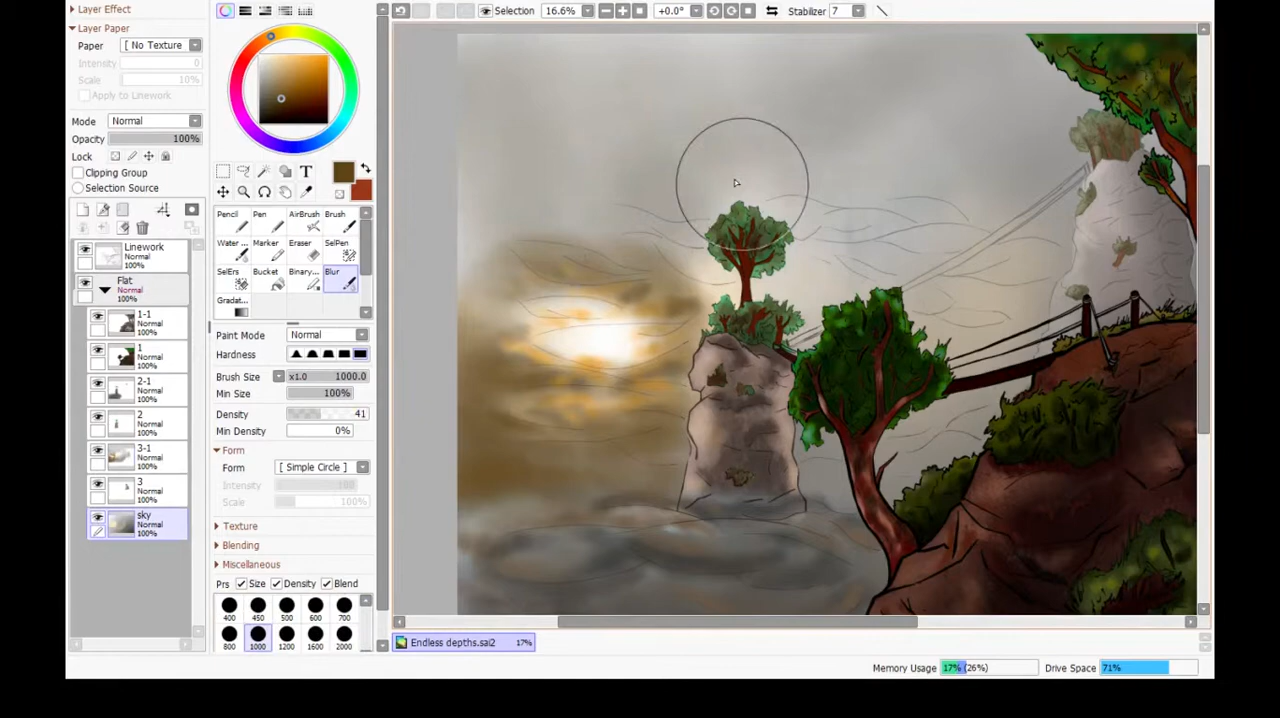 Layer Effect
Layer Paper
Paper [ No Texture ]
Intensity 0
Scale 10%
Apply to Linework
Mode Normal
Opacity 100%
Lock
Clipping Group
Selection Source
Linework
100%
Flat
Normal
100%
1-1
Normal
100%
1
Normal
100%
2-1
Normal
100%
2
Normal
100%
3-1
Normal
100%
3
Normal
100%
sky
Normal
100%
T
Pencil Pen AirBrush Brush
Water ... Marker Eraser SelPen
SelErs Bucket Binary... Blur
Gradat...
Paint Mode Normal
Hardness
Brush Size x1.0 1000.0
Min Size 100%
Density 41
Min Density 0%
Form
Form [ Simple Circle ]
Intensity 100
Scale 100%
Texture
Blending
Miscellaneous
Prs Size Density Blend
400 450 500 600 700
800 1000 1200 1600 2000
Selection 16.6% +0.0° Stabilizer 7
Endless depths.sai2 17%
Memory Usage 17% (26%) Drive Space 71%